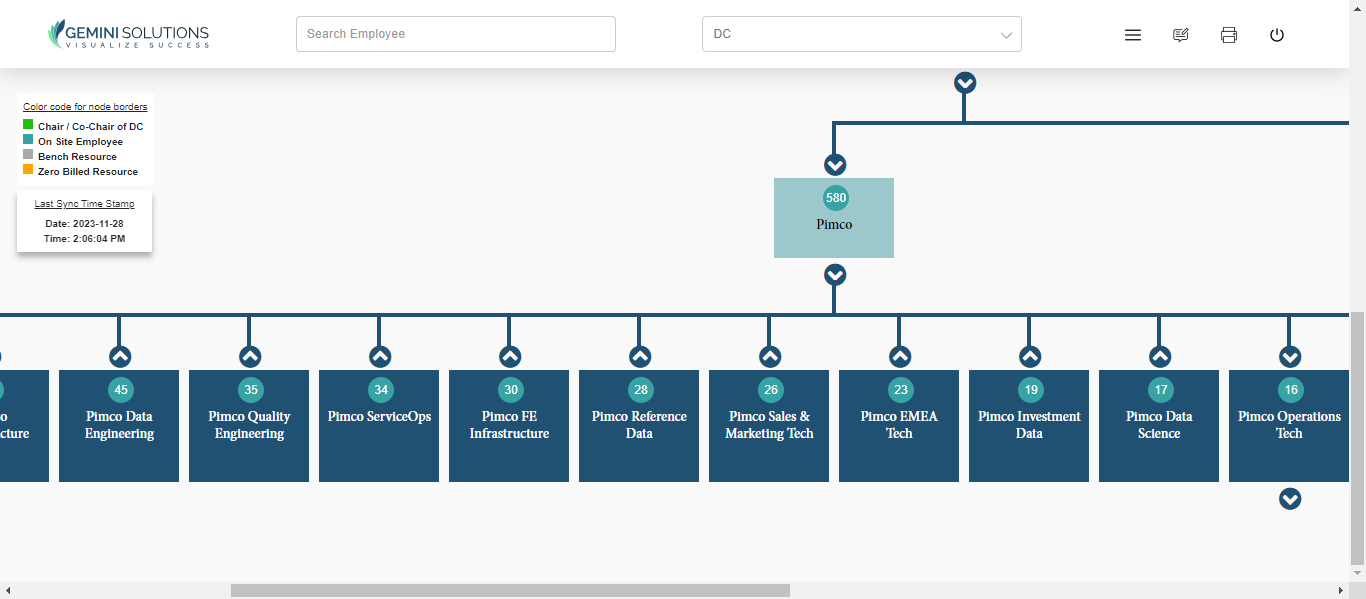 GEMINI SOLUTIONS
VISUALIZE SUCCESS
Search Employee
DC
Color code for node borders
Chair / Co-Chair of DC
On Site Employee
Bench Resource
Zero Billed Resource
Last Sync Time Stamp
Date: 2023-11-28
Time: 2:06:04 PM
580
Pimco
o
cture
45
Pimco Data
Engineering
35
Pimco Quality
Engineering
34
Pimco ServiceOps
30
Pimco FE
Infrastructure
28
Pimco Reference
Data
26
Pimco Sales &
Marketing Tech
23
Pimco EMEA
Tech
19
Pimco Investment
Data
17
Pimco Data
Science
16
Pimco Operations
Tech